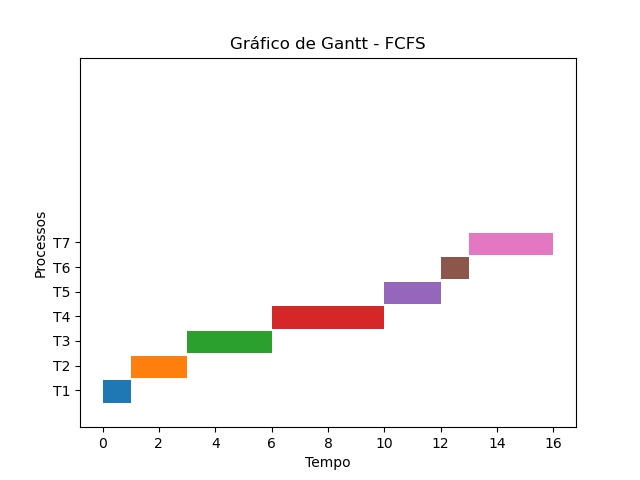 Gráfico de Gantt - FCFS
Processos
T7
T6
T5
T4
T3
T2
T1
0 2 4 6 8 10 12 14 16
Tempo